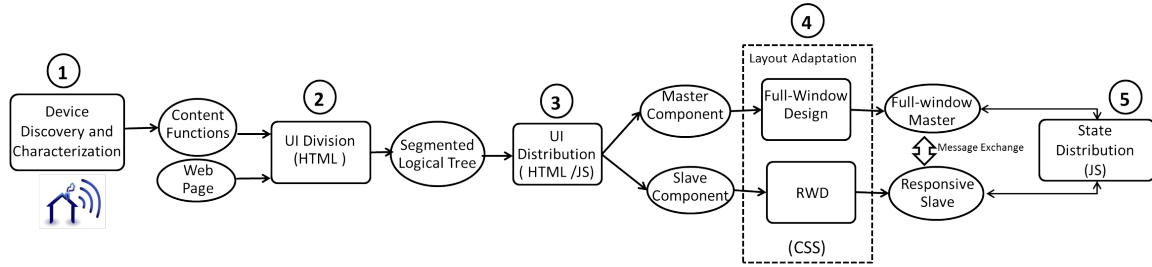 1
Device
Discovery and
Characterization
Content
Functions
Web
Page
2
UI Division
(HTML )
Segmented
Logical Tree
3
UI
Distribution
( HTML /JS)
Master
Component
Slave
Component
4
Layout Adaptation
Full-Window
Design
RWD
(CSS)
Full-window
Master
Message Exchange
Responsive
Slave
5
State
Distribution
(JS)